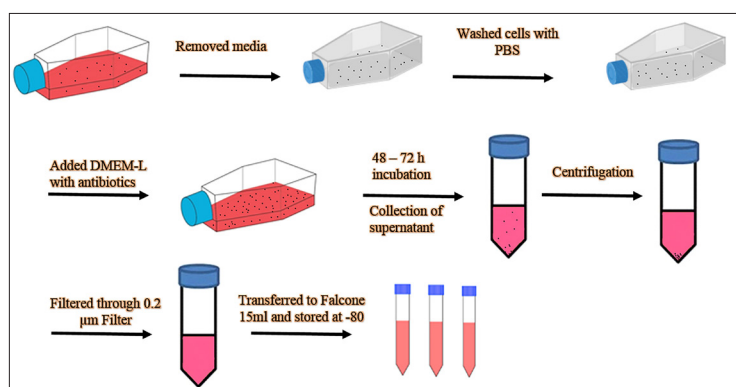 Removed media
Washed cells with
PBS
Added DMEM-L
with antibiotics
48 – 72 h
incubation
Collection of
supernatant
Centrifugation
Filtered through 0.2
µm Filter
Transferred to Falcone
15ml and stored at -80